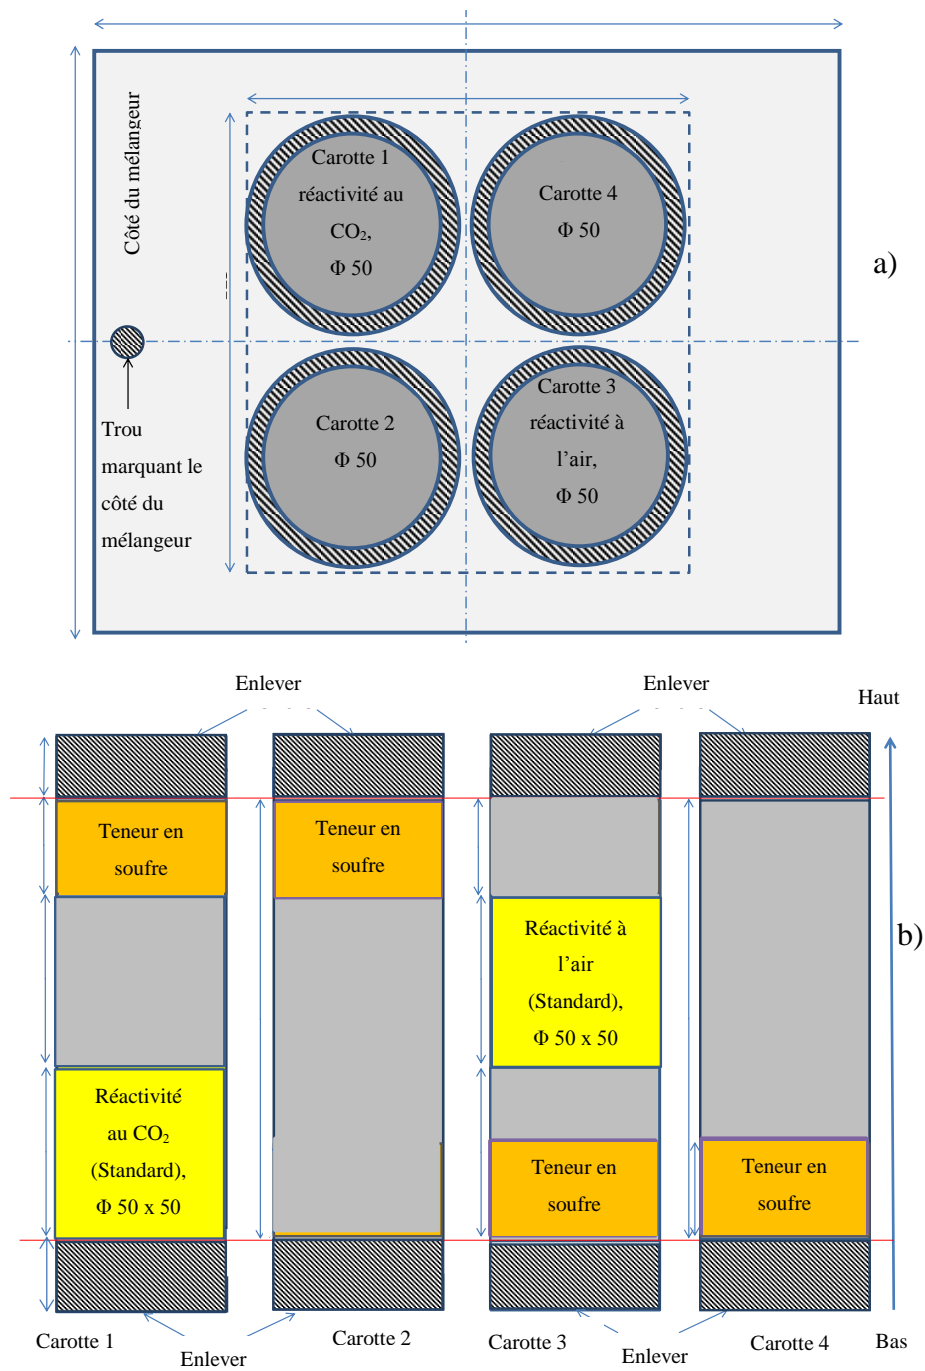 Côté du mélangeur
Carotte 1
réactivité au
CO₂,
Φ 50
Carotte 4
Φ 50
a)
Trou
marquant le
côté du
mélangeur
Carotte 2
Φ 50
Carotte 3
réactivité à
l’air,
Φ 50
Enlever
Enlever
Haut
Teneur en
soufre
Teneur en
soufre
Réactivité à
l’air
(Standard),
Φ 50 x 50
b)
Réactivité
au CO₂
(Standard),
Φ 50 x 50
Teneur en
soufre
Teneur en
soufre
Carotte 1
Enlever
Carotte 2
Carotte 3
Enlever
Carotte 4
Bas